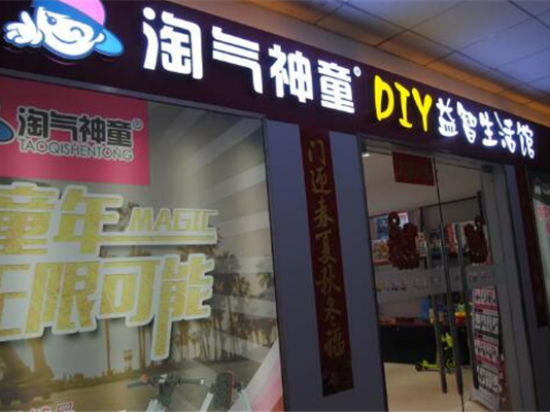 淘气神童® DIY益智生活馆
淘气神童®
TAOQISHENTONG
童年 MAGIC
无限可能
门迎春夏秋冬福